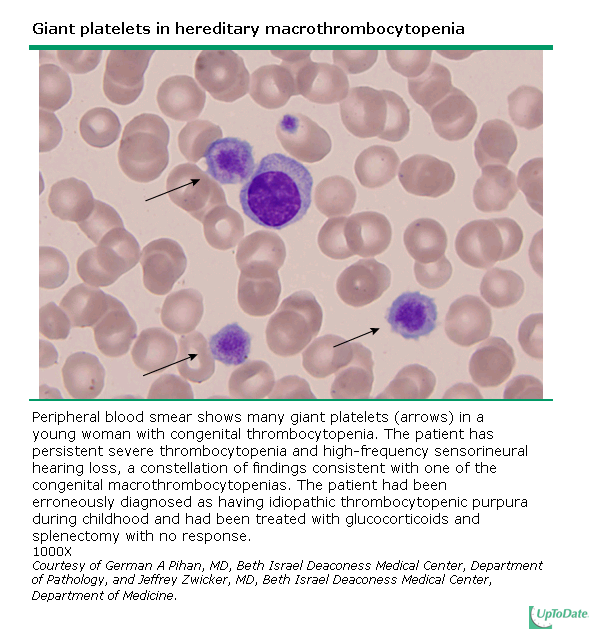 Giant platelets in hereditary macrothrombocytopenia
Peripheral blood smear shows many giant platelets (arrows) in a
young woman with congenital thrombocytopenia. The patient has
persistent severe thrombocytopenia and high-frequency sensorineural
hearing loss, a constellation of findings consistent with one of the
congenital macrothrombocytopenias. The patient had been
erroneously diagnosed as having idiopathic thrombocytopenic purpura
during childhood and had been treated with glucocorticoids and
splenectomy with no response.
1000X
Courtesy of German A Pihan, MD, Beth Israel Deaconess Medical Center, Department
of Pathology, and Jeffrey Zwicker, MD, Beth Israel Deaconess Medical Center,
Department of Medicine.
UpToDate